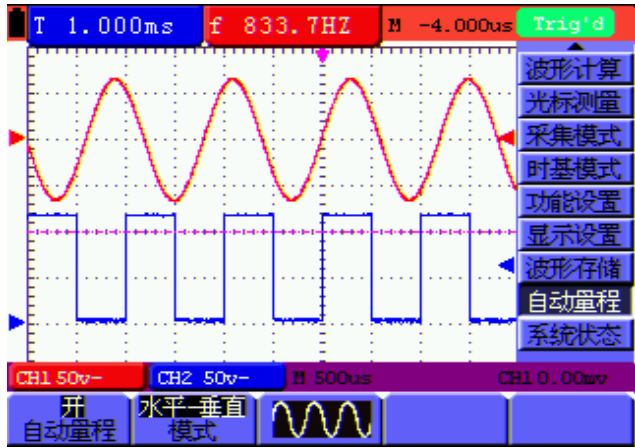 T 1.000ms f 833.7HZ M -4.000us Trig'd
波形计算
光标测量
采集模式
时基模式
功能设置
显示设置
波形存储
自动量程
系统状态
CH1 50v- CH2 50v- M 500us CH1 0.00mv
开
自动量程
水平-垂直
模式